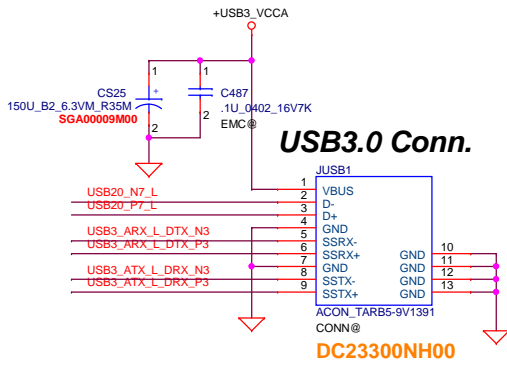 +USB3_VCCA
1
1
CS25
+
C487
150U_B2_6.3VM_R35M
.1U_0402_16V7K
SGA00009M00
2
2
EMC@
USB3.0 Conn.
JUSB1
1 VBUS
USB20_N7_L 2 D-
USB20_P7_L 3 D+
4 GND
USB3_ARX_L_DTX_N3 5 SSRX-
USB3_ARX_L_DTX_P3 6 SSRX+ GND 10
7 GND GND 11
USB3_ATX_L_DRX_N3 8 SSTX- GND 12
USB3_ATX_L_DRX_P3 9 SSTX+ GND 13
ACON_TARB5-9V1391
CONN@
DC23300NH00